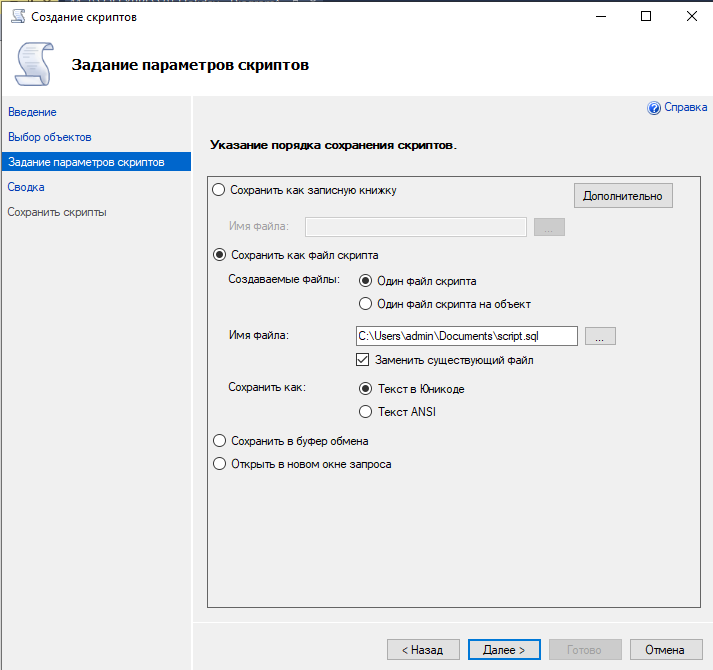 Создание скриптов
Задание параметров скриптов
Введение
Выбор объектов
Задание параметров скриптов
Сводка
Сохранить скрипты
Справка
Указание порядка сохранения скриптов.
Сохранить как записную книжку
Дополнительно
Имя файла:
...
Сохранить как файл скрипта
Создаваемые файлы:
Один файл скрипта
Один файл скрипта на объект
Имя файла:
C:\Users\admin\Documents\script.sql
...
Заменить существующий файл
Сохранить как:
Текст в Юникоде
Текст ANSI
Сохранить в буфер обмена
Открыть в новом окне запроса
< Назад
Далее >
Готово
Отмена